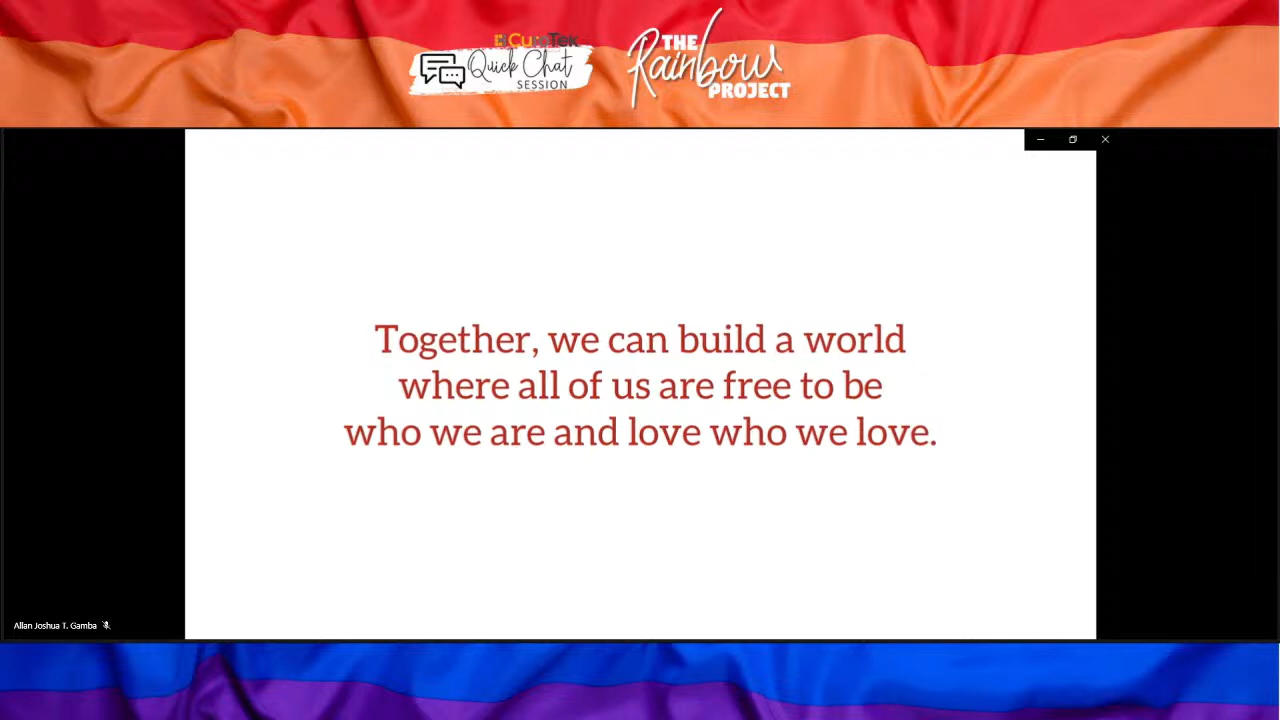 Quick Chat
SESSION
THE
Rainbow
PROJECT
Together, we can build a world
where all of us are free to be
who we are and love who we love.
Allan Joshua T. Gamba